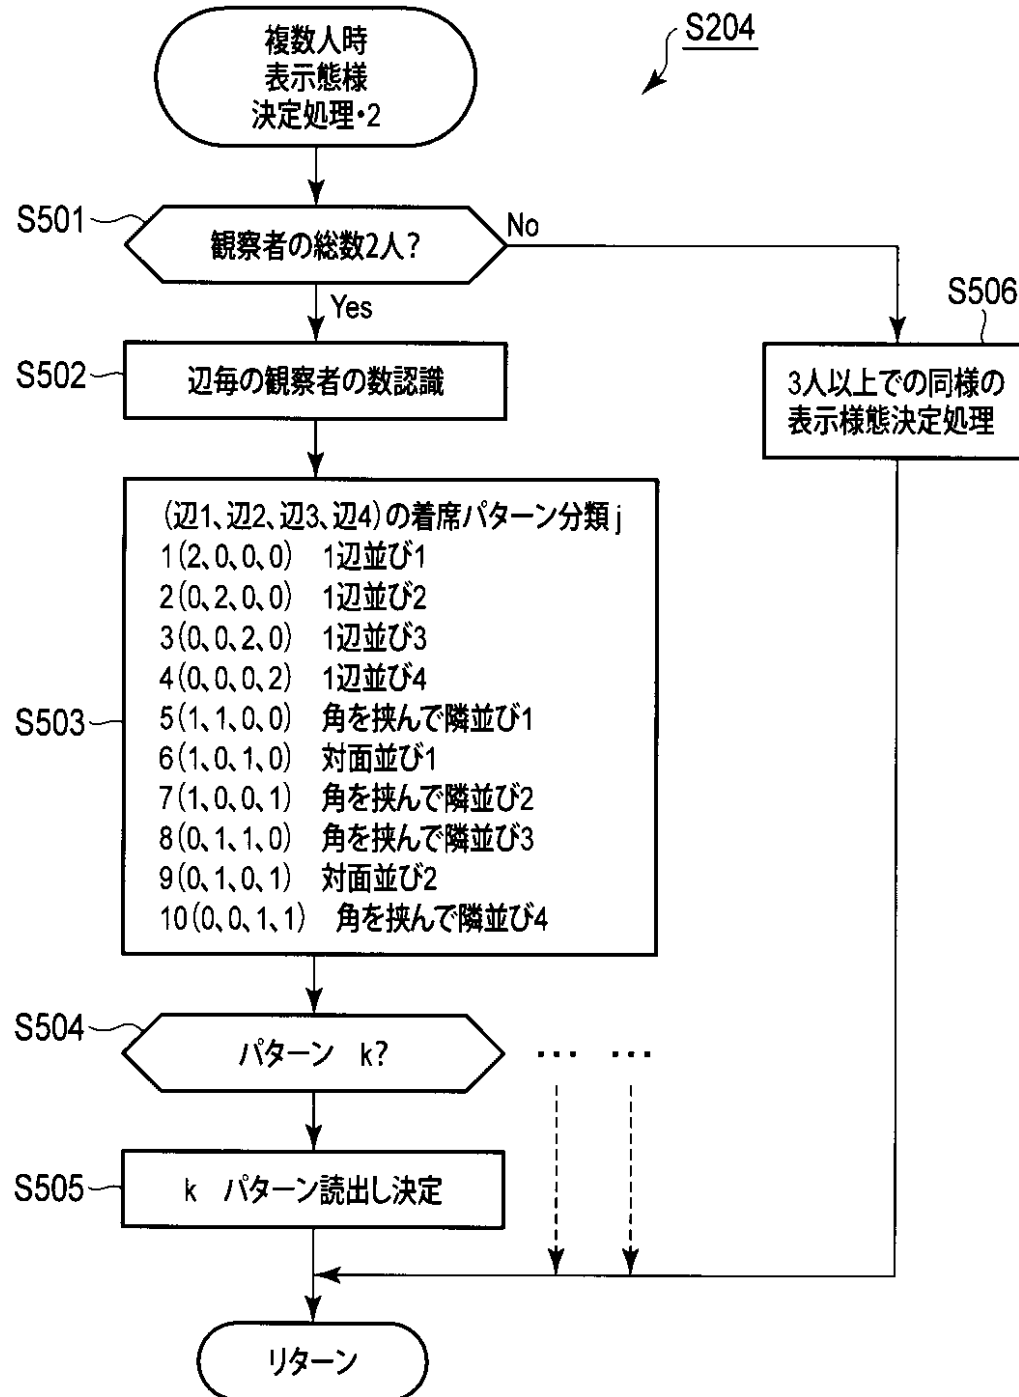 S204
複数人時
表示態様
決定処理・2
S501
観察者の総数2人?
No
Yes
S506
3人以上での同様の
表示様態決定処理
S502
辺毎の観察者の数認識
S503
(辺1、辺2、辺3、辺4)の着席パターン分類 j
1(2、0、0、0) 1辺並び1
2(0、2、0、0) 1辺並び2
3(0、0、2、0) 1辺並び3
4(0、0、0、2) 1辺並び4
5(1、1、0、0) 角を挟んで隣並び1
6(1、0、1、0) 対面並び1
7(1、0、0、1) 角を挟んで隣並び2
8(0、1、1、0) 角を挟んで隣並び3
9(0、1、0、1) 対面並び2
10(0、0、1、1) 角を挟んで隣並び4
S504
パターン k?
… …
S505
k パターン読出し決定
リターン